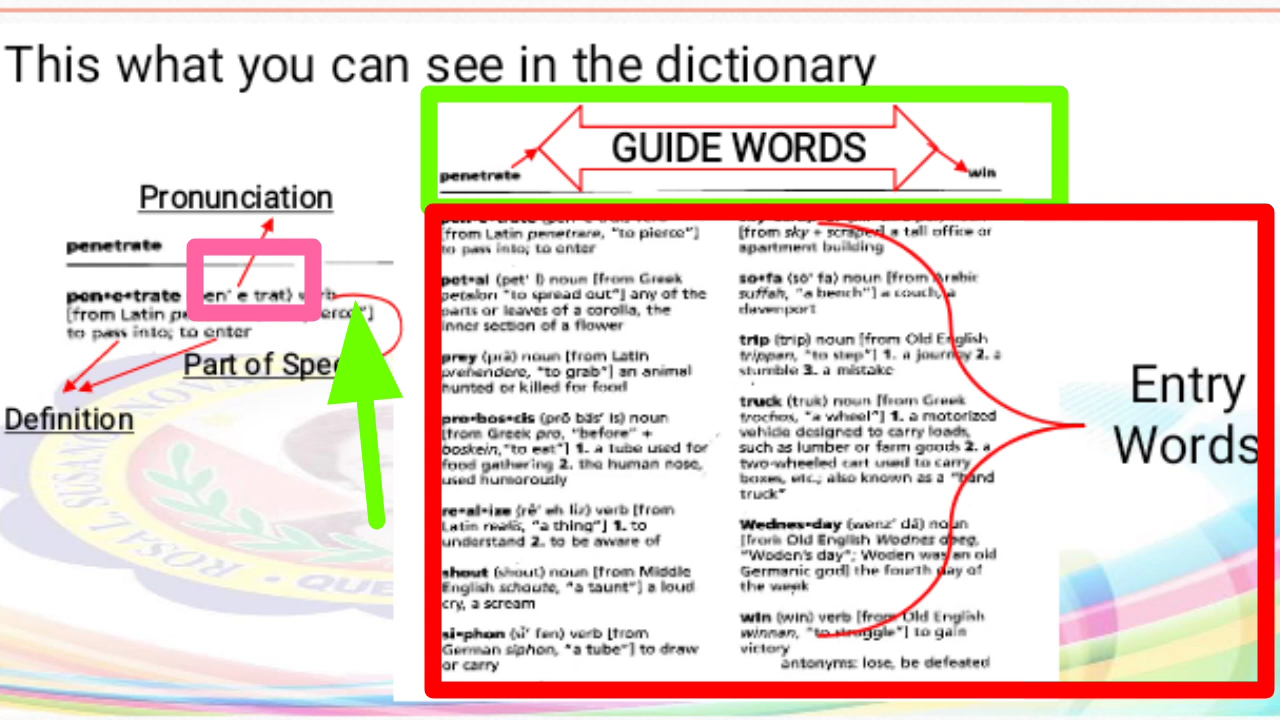 This what you can see in the dictionary
GUIDE WORDS
penetrate
win
Pronunciation
penetrate
pen•e•trate en' e trat) verb
[from Latin pe erce"]
to pass into; to enter
Part of Spe
Definition
[from Latin penetrare, "to pierce"]
to pass into; to enter
pet•al (pet' l) noun [from Greek
petalon "to spread out"] any of the
parts or leaves of a corolla, the
inner section of a flower
prey (prā) noun [from Latin
prehendere, "to grab"] an animal
hunted or killed for food
pro•bos•cis (prō bäs' is) noun
[from Greek pro, "before" +
boskein, "to eat"] 1. a tube used for
food gathering 2. the human nose,
used humorously
re•al•ize (rē' eh līz) verb [from
Latin realis, "a thing"] 1. to
understand 2. to be aware of
shout (shout) noun [from Middle
English schoute, "a taunt"] a loud
cry, a scream
si•phon (sī' fen) verb [from
German siphon, "a tube"] to draw
or carry
[from sky + scraper] a tall office or
apartment building
so•fa (sō' fa) noun [from Arabic
suffah, "a bench"] a couch, a
davenport
trip (trip) noun [from Old English
trippen, "to step"] 1. a journey 2. a
stumble 3. a mistake
truck (truk) noun [from Greek
trochos, "a wheel"] 1. a motorized
vehicle designed to carry loads,
such as lumber or farm goods 2. a
two-wheeled cart used to carry
boxes, etc.; also known as a "hand
truck"
Wednes•day (wenz' dā) noun
[from Old English Wodnes daeg,
"Woden's day"; Woden was an old
Germanic god] the fourth day of
the week
win (win) verb [from Old English
winnan, "to struggle"] to gain
victory
antonyms: lose, be defeated
Entry
Words